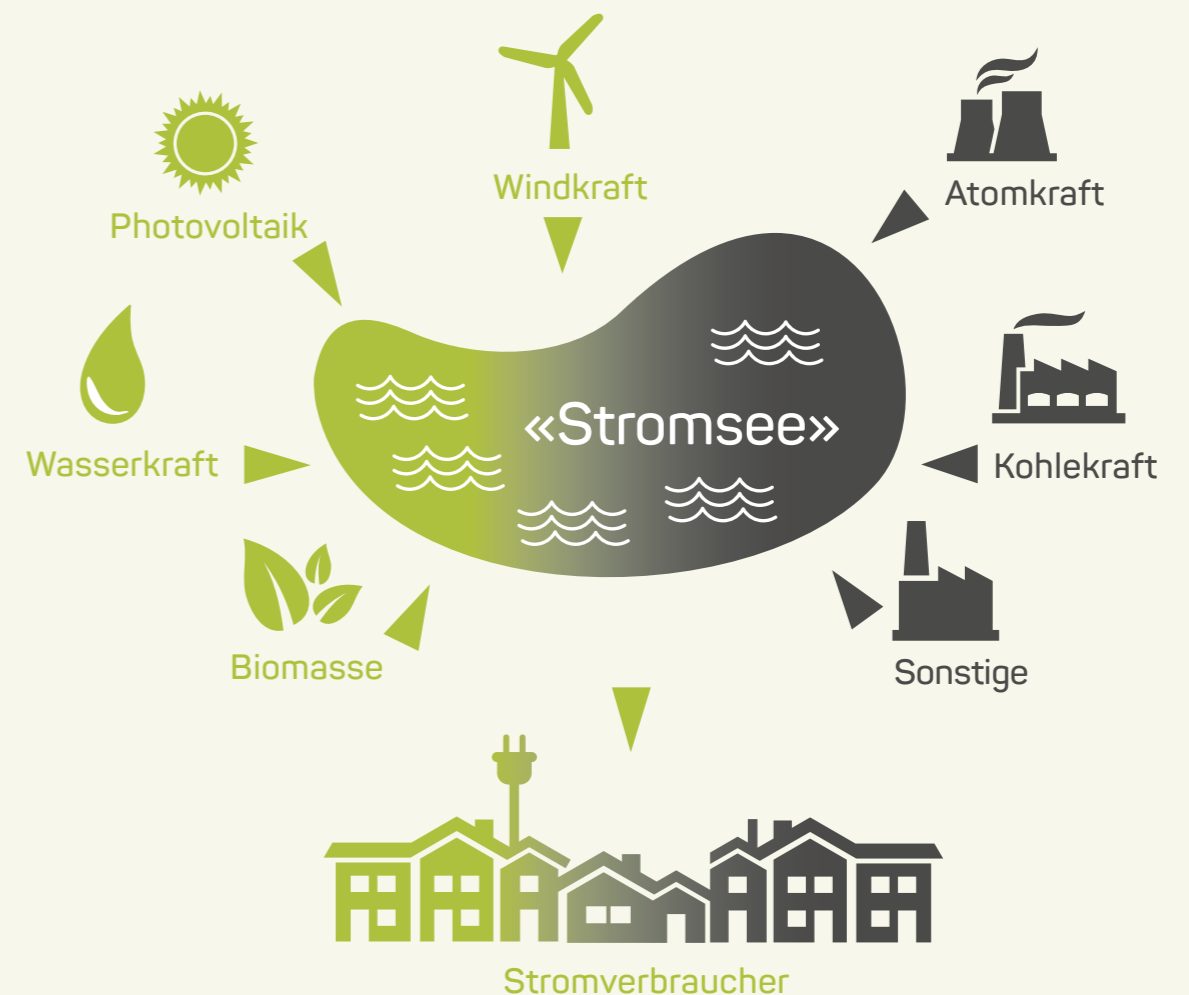 Windkraft
Photovoltaik
Atomkraft
Wasserkraft
«Stromsee»
Kohlekraft
Biomasse
Sonstige
Stromverbraucher